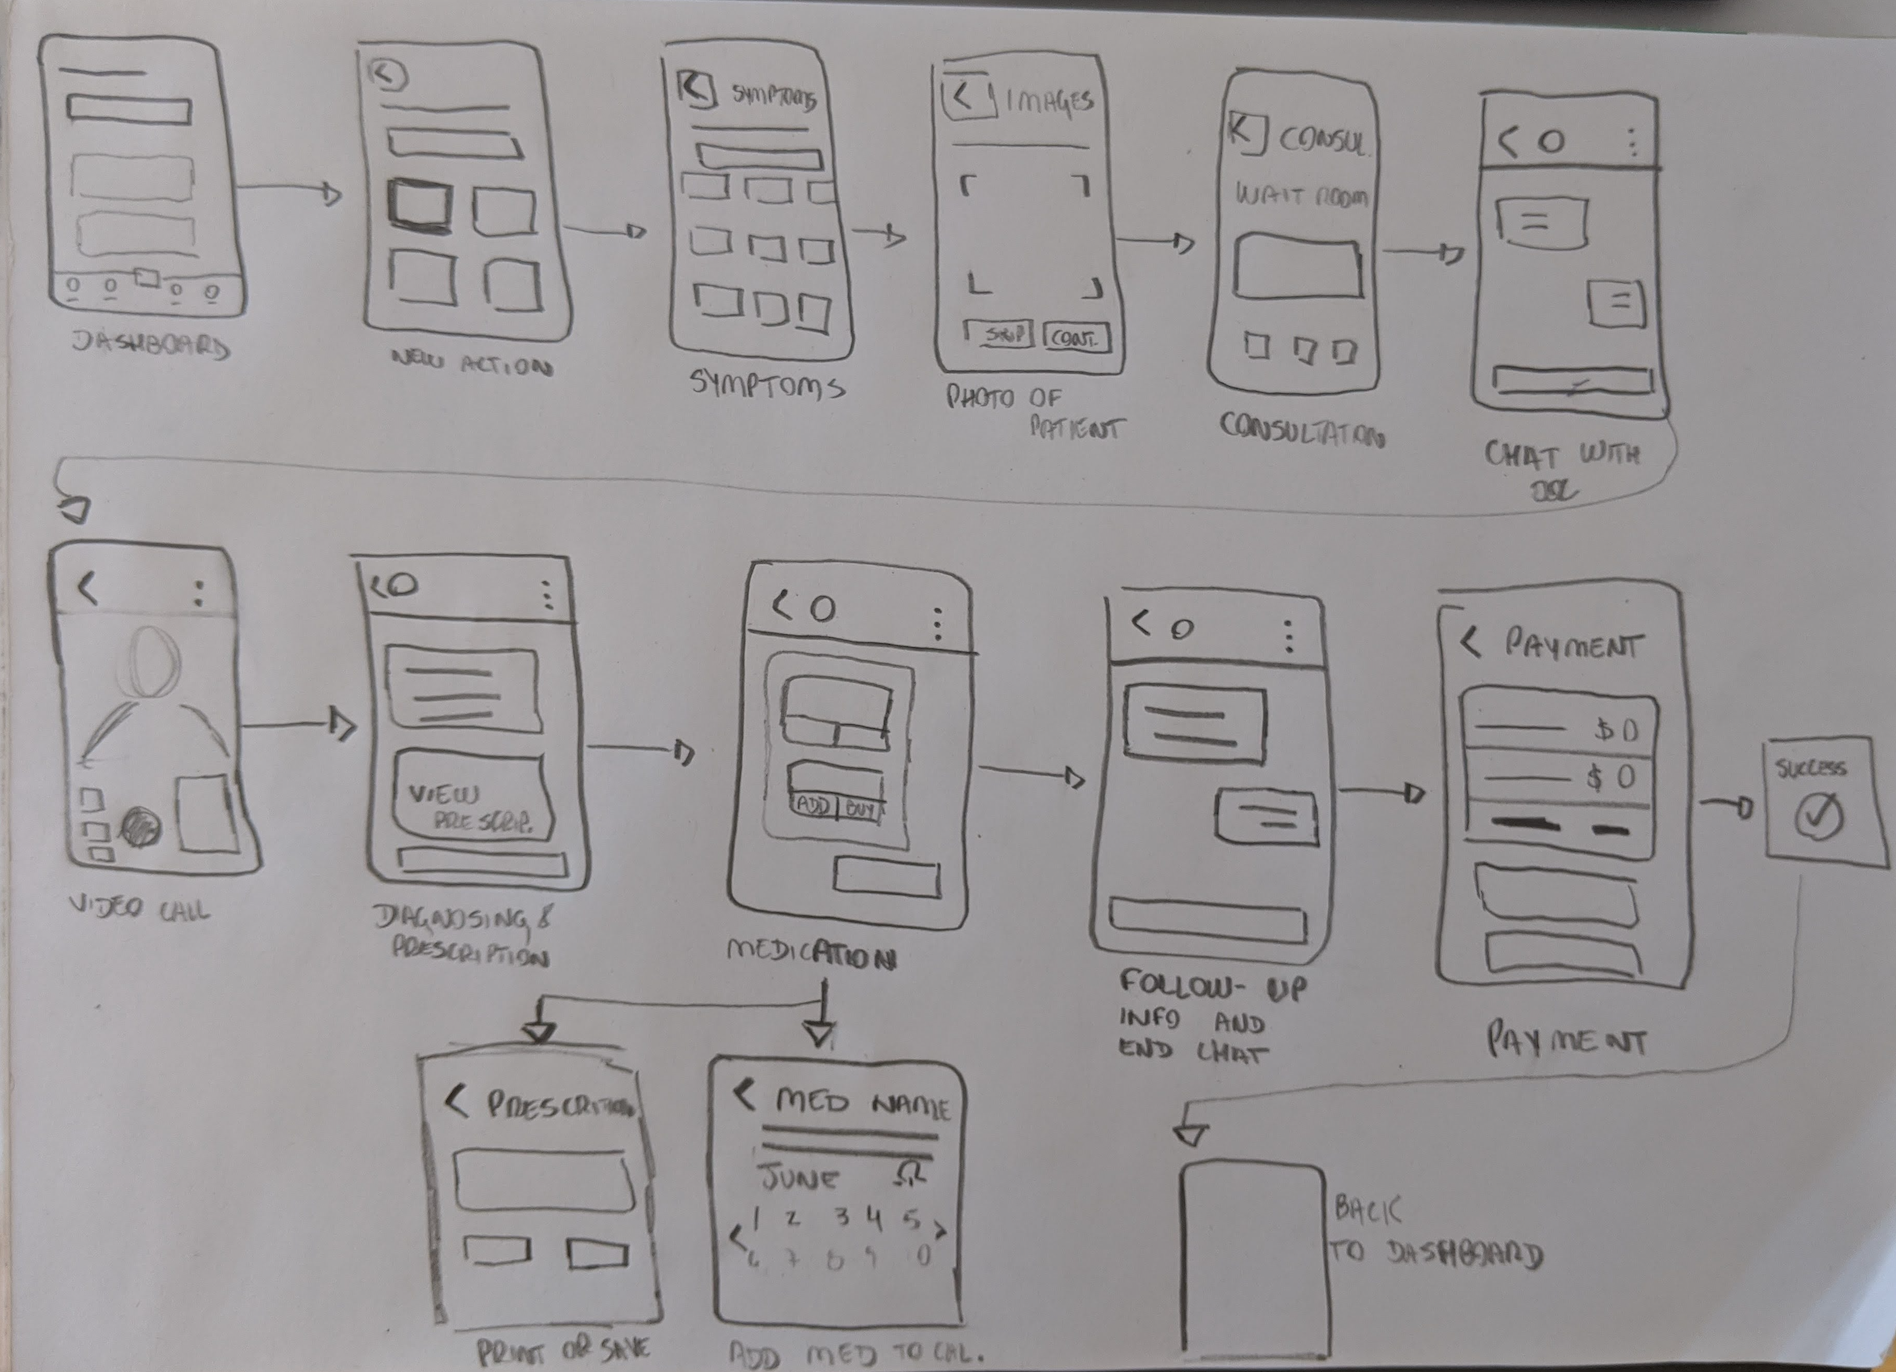 DASHBOARD
NEW ACTION
SYMPTOMS
SYMPTOMS
IMAGES
SKIP
CONT.
PHOTO OF
PATIENT
CONSUL.
WAIT ROOM
CONSULTATION
CHAT WITH
VIDEO CALL
VIEW
PRESCRIP.
DIAGNOSING &
PRESCRIPTION
ADD
BUY
MEDICATION
FOLLOW-UP
INFO AND
END CHAT
PAYMENT
$0
$0
PAYMENT
SUCCESS
PRESCRITION
PRINT OR SAVE
MED NAME
JUNE
1 2 3 4 5
6 7 8 9 0
ADD MED TO CAL.
BACK
TO DASHBOARD